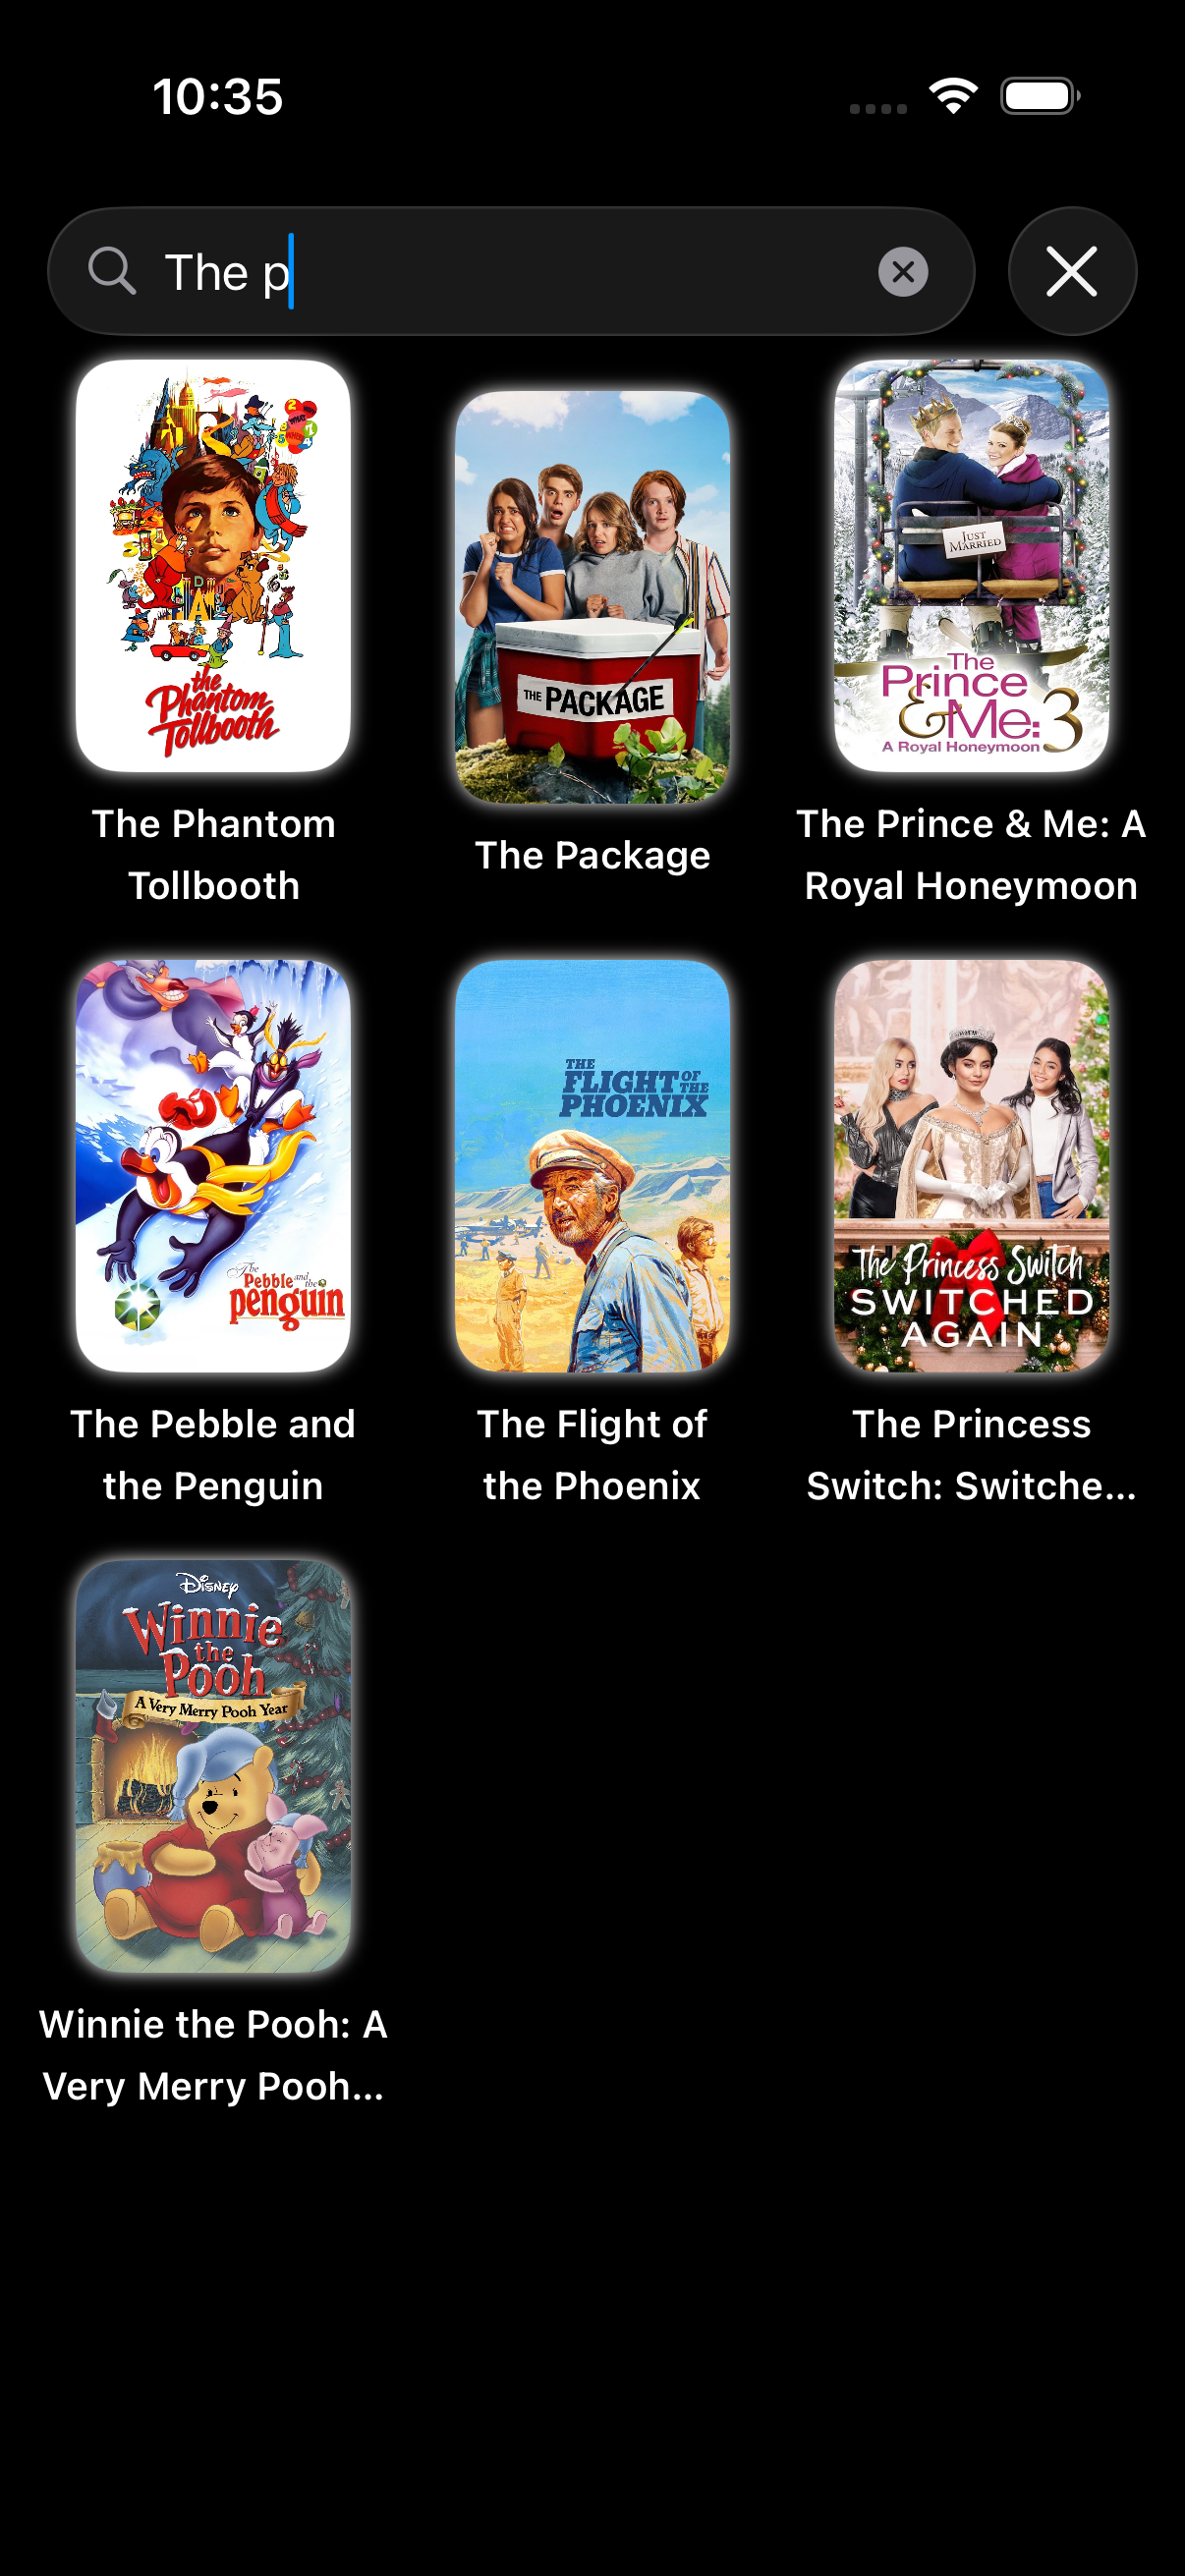 10:35
The p
the
Phantom
Tollbooth
THE PACKAGE
JUST
MARRIED
The
Prince
& Me: 3
A Royal Honeymoon
The Phantom
Tollbooth
The Package
The Prince & Me: A
Royal Honeymoon
The
Pebble and the
penguin
THE
FLIGHT OF THE
PHOENIX
The Princess Switch
SWITCHED
AGAIN
The Pebble and
the Penguin
The Flight of
the Phoenix
The Princess
Switch: Switche...
Disney
Winnie
the
Pooh
A Very Merry Pooh Year
Winnie the Pooh: A
Very Merry Pooh...